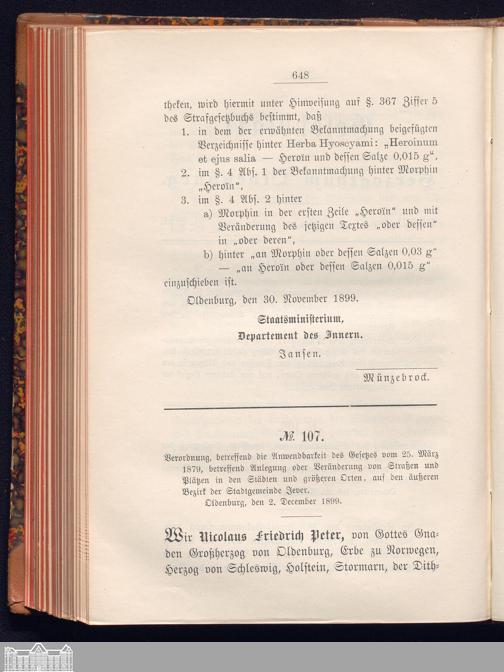 648
theken, wird hiermit unter Hinweisung auf §. 367 Ziffer 5
des Strafgesetzbuchs bestimmt, daß
1. in dem der erwähnten Bekanntmachung beigefügten
Verzeichnisse hinter Herba Hyoscyami: „Heroinum
et ejus salia — Heroïn und dessen Salze 0,015 g“,
2. im §. 4 Abs. 1 der Bekanntmachung hinter Morphin
„Heroïn“,
3. im §. 4 Abs. 2 hinter
a) Morphin in der ersten Zeile „Heroïn“ und mit
Veränderung des jetzigen Textes „oder dessen“
in „oder deren“,
b) hinter „an Morphin oder dessen Salzen 0,03 g“
— „an Heroïn oder dessen Salzen 0,015 g“
einzuschieben ist.
Oldenburg, den 30. November 1899.
Staatsministerium,
Departement des Innern.
Jansen.
Münzebrock.
№. 107.
Verordnung, betreffend die Anwendbarkeit des Gesetzes vom 25. März
1879, betreffend Anlegung oder Veränderung von Straßen und
Plätzen in den Städten und größeren Orten, auf den äußeren
Bezirk der Stadtgemeinde Jever.
Oldenburg, den 2. December 1899.
Wir Nicolaus Friedrich Peter, von Gottes Gna-
den Großherzog von Oldenburg, Erbe zu Norwegen,
Herzog von Schleswig, Holstein, Stormarn, der Dith-